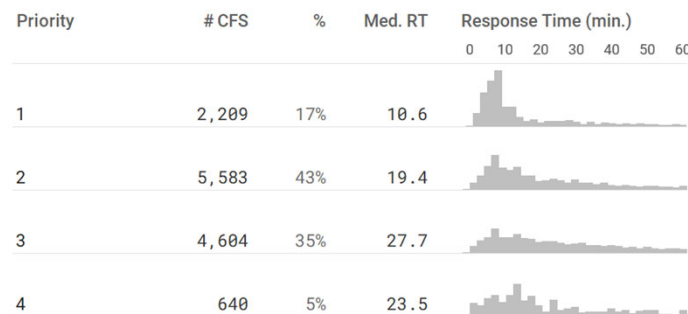 Priority # CFS % Med. RT Response Time (min.)
0 10 20 30 40 50 60
1 2,209 17% 10.6
2 5,583 43% 19.4
3 4,604 35% 27.7
4 640 5% 23.5